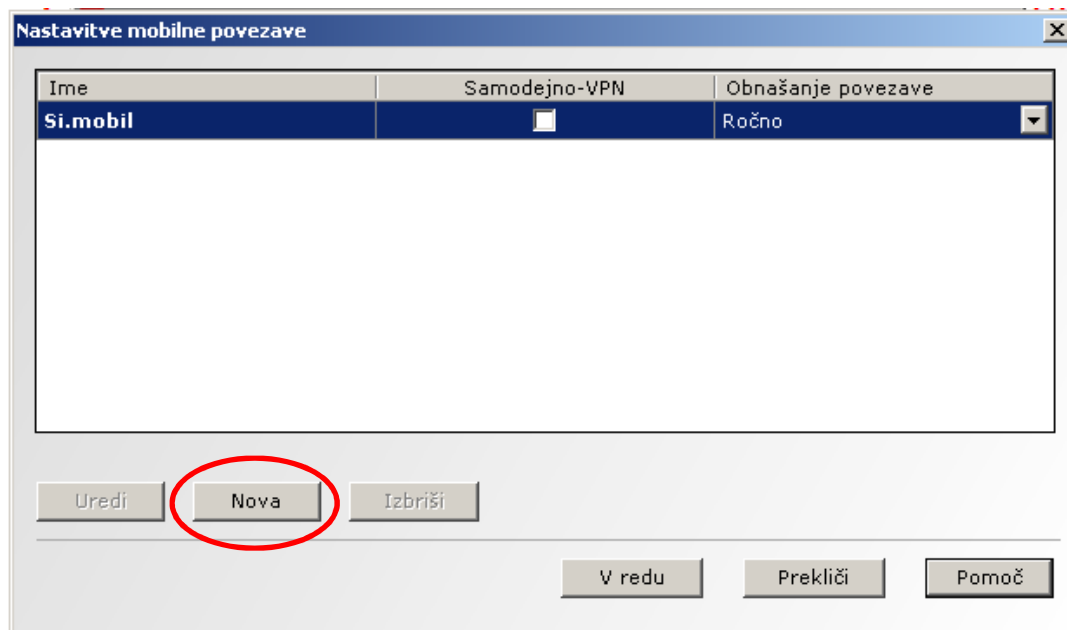 Nastavitve mobilne povezave
Ime Samodejno-VPN Obnašanje povezave
Si.mobil Ročno
Uredi Nova Izbriši
V redu Prekliči Pomoč